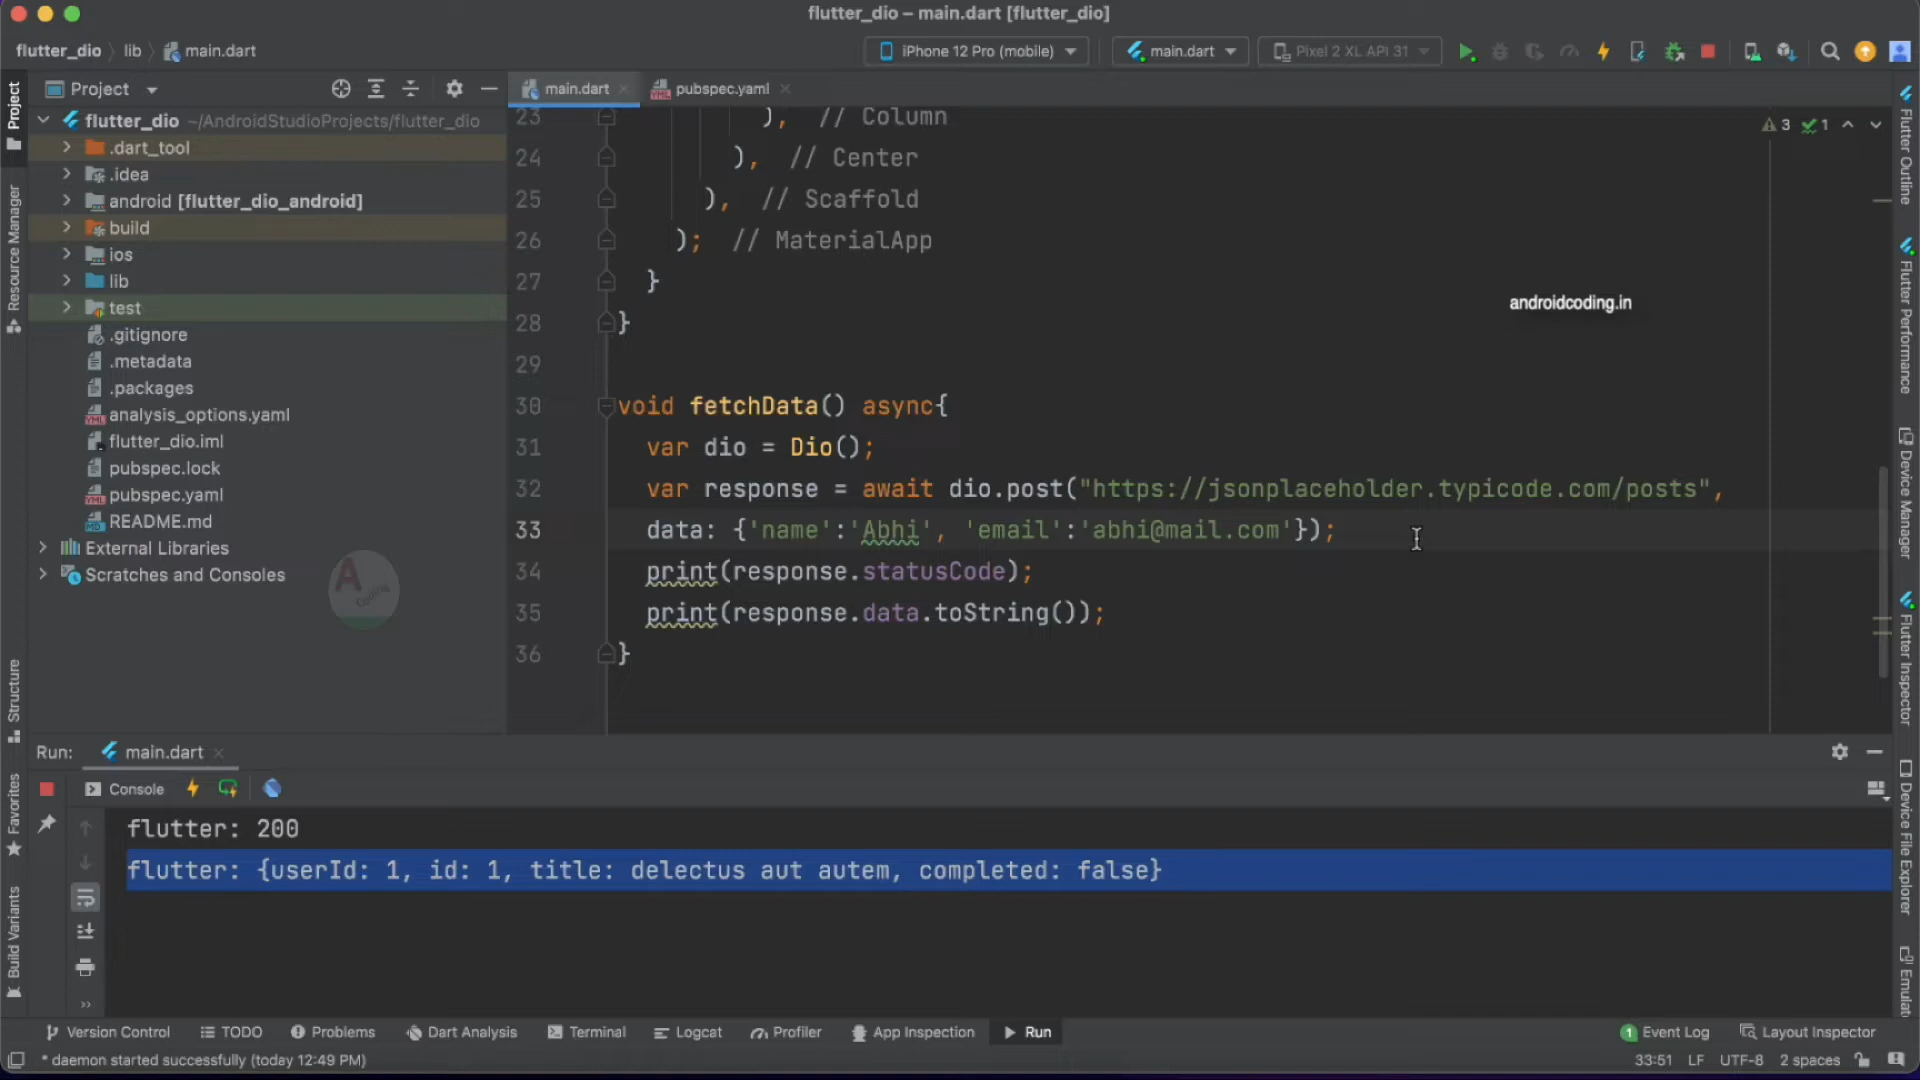 flutter_dio – main.dart [flutter_dio]
flutter_dio lib main.dart
iPhone 12 Pro (mobile)
main.dart
Pixel 2 XL API 31
Project
main.dart
pubspec.yaml
flutter_dio ~/AndroidStudioProjects/flutter_dio
.dart_tool
.idea
android [flutter_dio_android]
build
ios
lib
test
.gitignore
.metadata
.packages
analysis_options.yaml
flutter_dio.iml
pubspec.lock
pubspec.yaml
README.md
External Libraries
Scratches and Consoles
A
Coding
3 1
23 ), // Column
24 ), // Center
25 ), // Scaffold
26 ); // MaterialApp
27 }
28 }
29
30 void fetchData() async{
31 var dio = Dio();
32 var response = await dio.post("https://jsonplaceholder.typicode.com/posts",
33 data: {'name':'Abhi', 'email':'abhi@mail.com'});
34 print(response.statusCode);
35 print(response.data.toString());
36 }
androidcoding.in
Project
Resource Manager
Structure
Favorites
Build Variants
Flutter Outline
Flutter Performance
Device Manager
Flutter Inspector
Device File Explorer
Run: main.dart
Console
flutter: 200
flutter: {userId: 1, id: 1, title: delectus aut autem, completed: false}
Version Control TODO Problems Dart Analysis Terminal Logcat Profiler App Inspection Run
1 Event Log Layout Inspector
* daemon started successfully (today 12:49 PM)
33:51 LF UTF-8 2 spaces